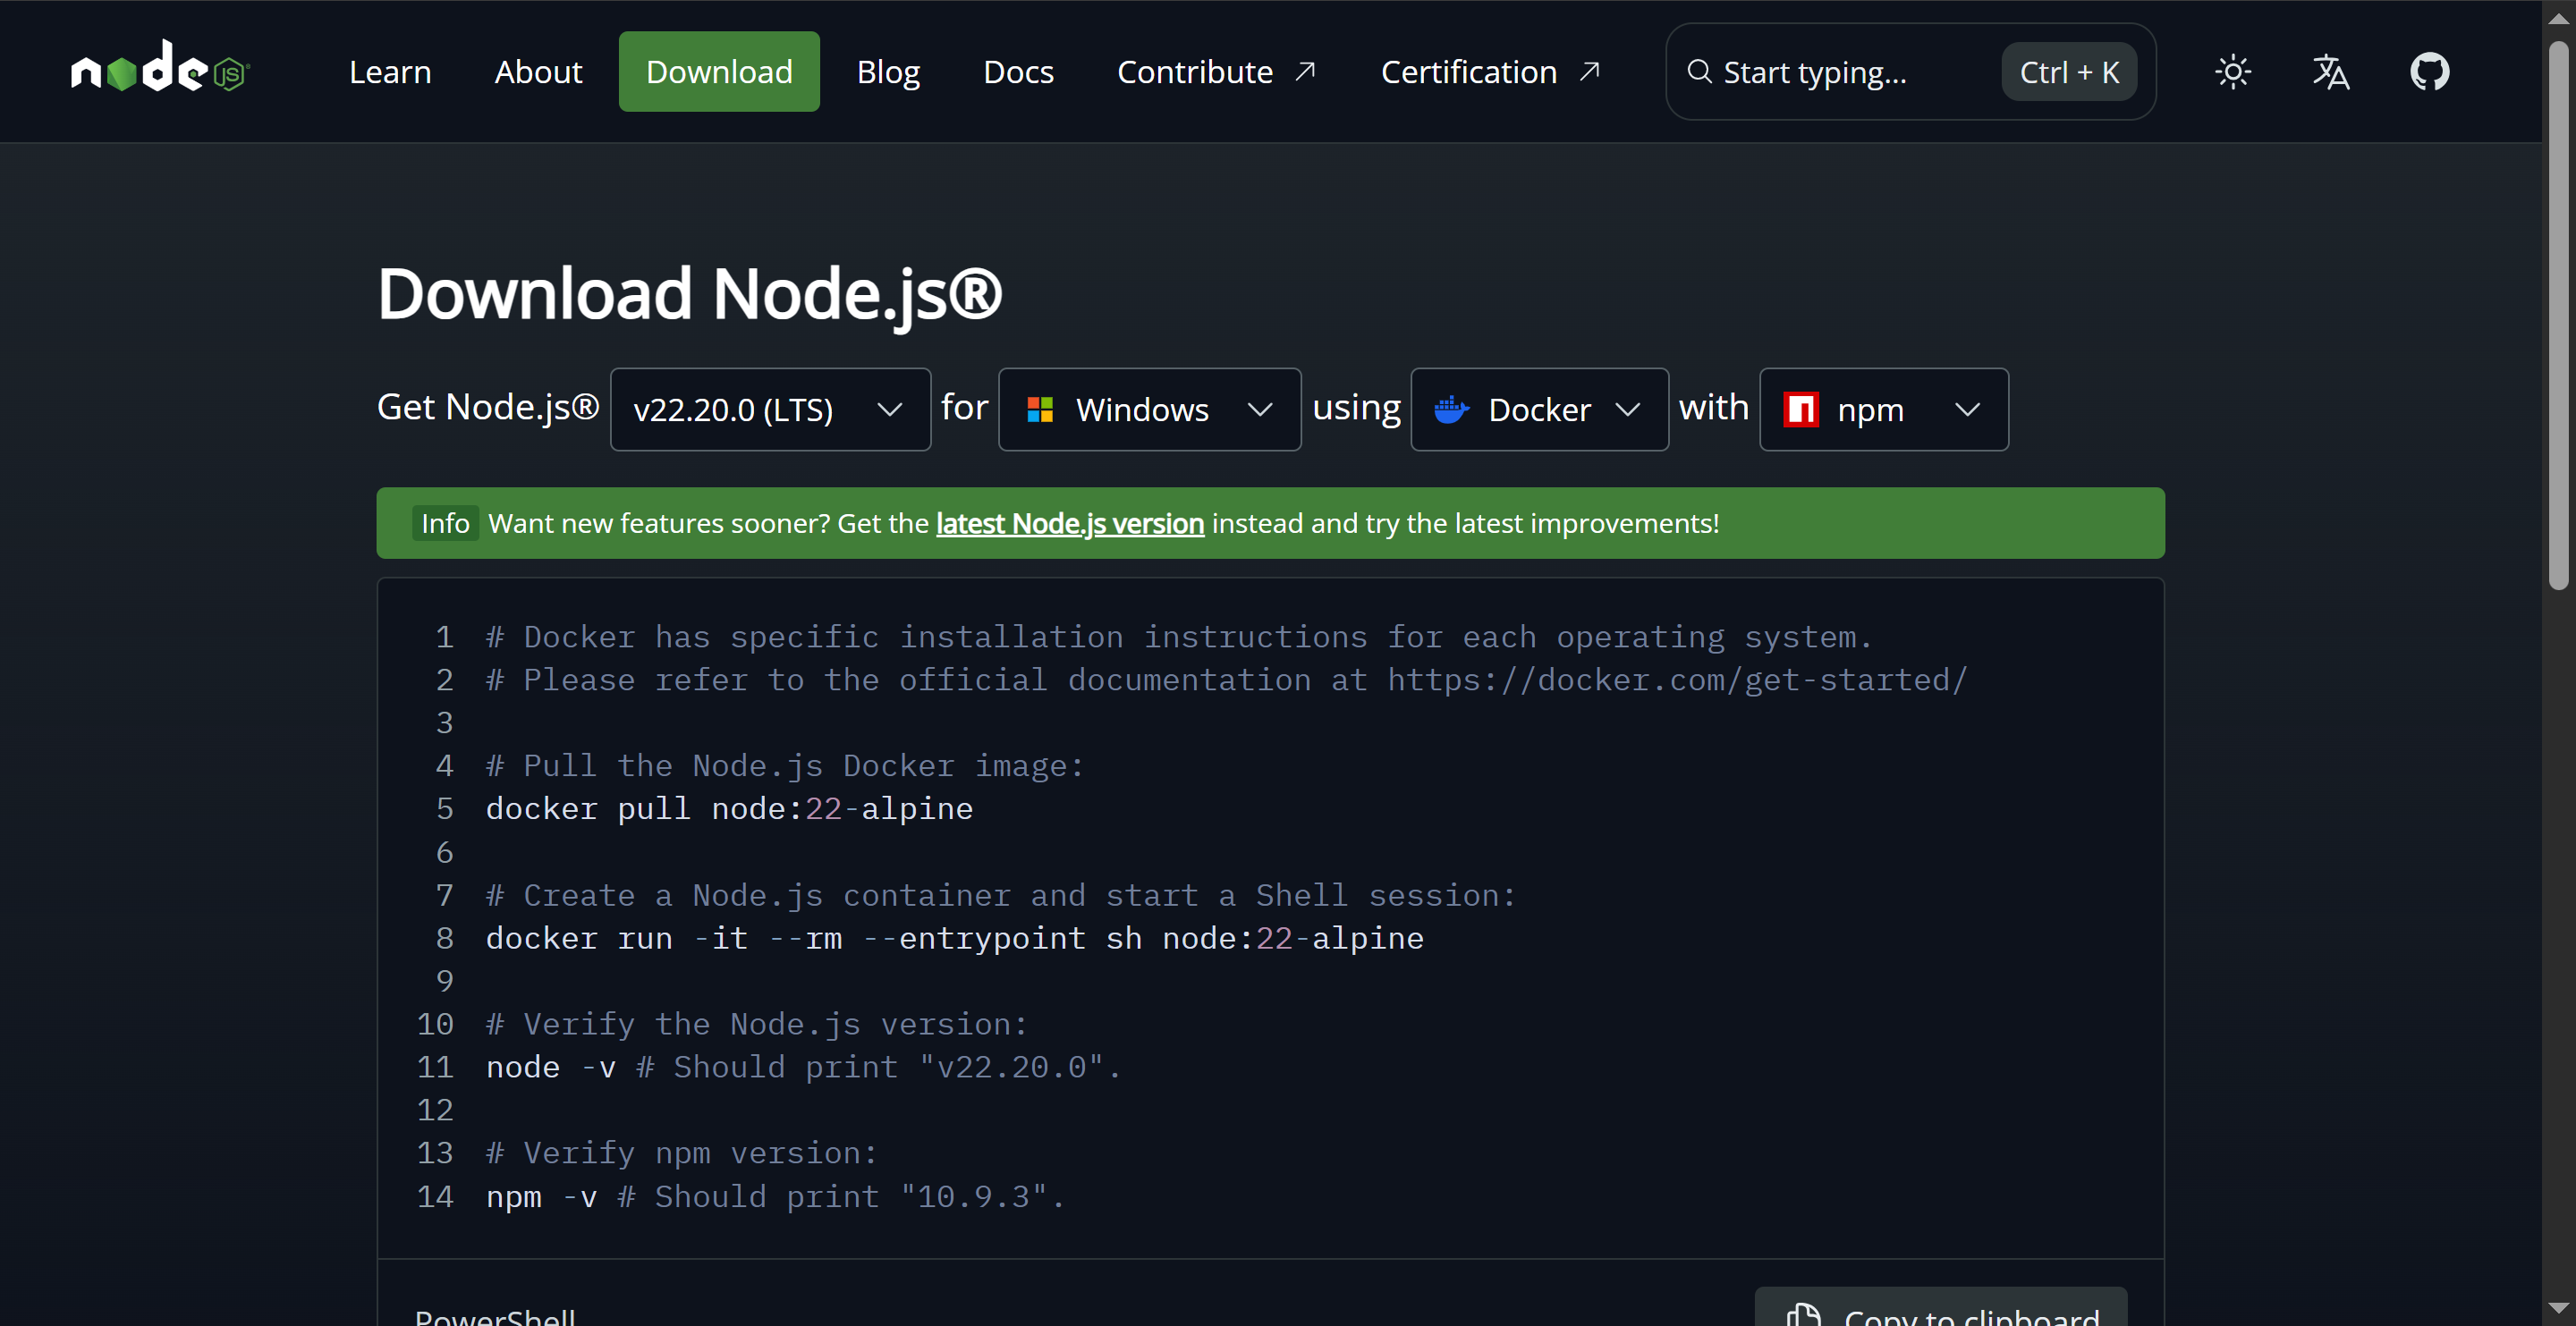 node JS
Learn About Download Blog Docs Contribute Certification Start typing... Ctrl + K
Download Node.js®
Get Node.js® v22.20.0 (LTS) for Windows using Docker with npm
Info Want new features sooner? Get the latest Node.js version instead and try the latest improvements!
1 # Docker has specific installation instructions for each operating system.
2 # Please refer to the official documentation at https://docker.com/get-started/
3
4 # Pull the Node.js Docker image:
5 docker pull node:22-alpine
6
7 # Create a Node.js container and start a Shell session:
8 docker run -it --rm --entrypoint sh node:22-alpine
9
10 # Verify the Node.js version:
11 node -v # Should print "v22.20.0".
12
13 # Verify npm version:
14 npm -v # Should print "10.9.3".
PowerShell Copy to clipboard